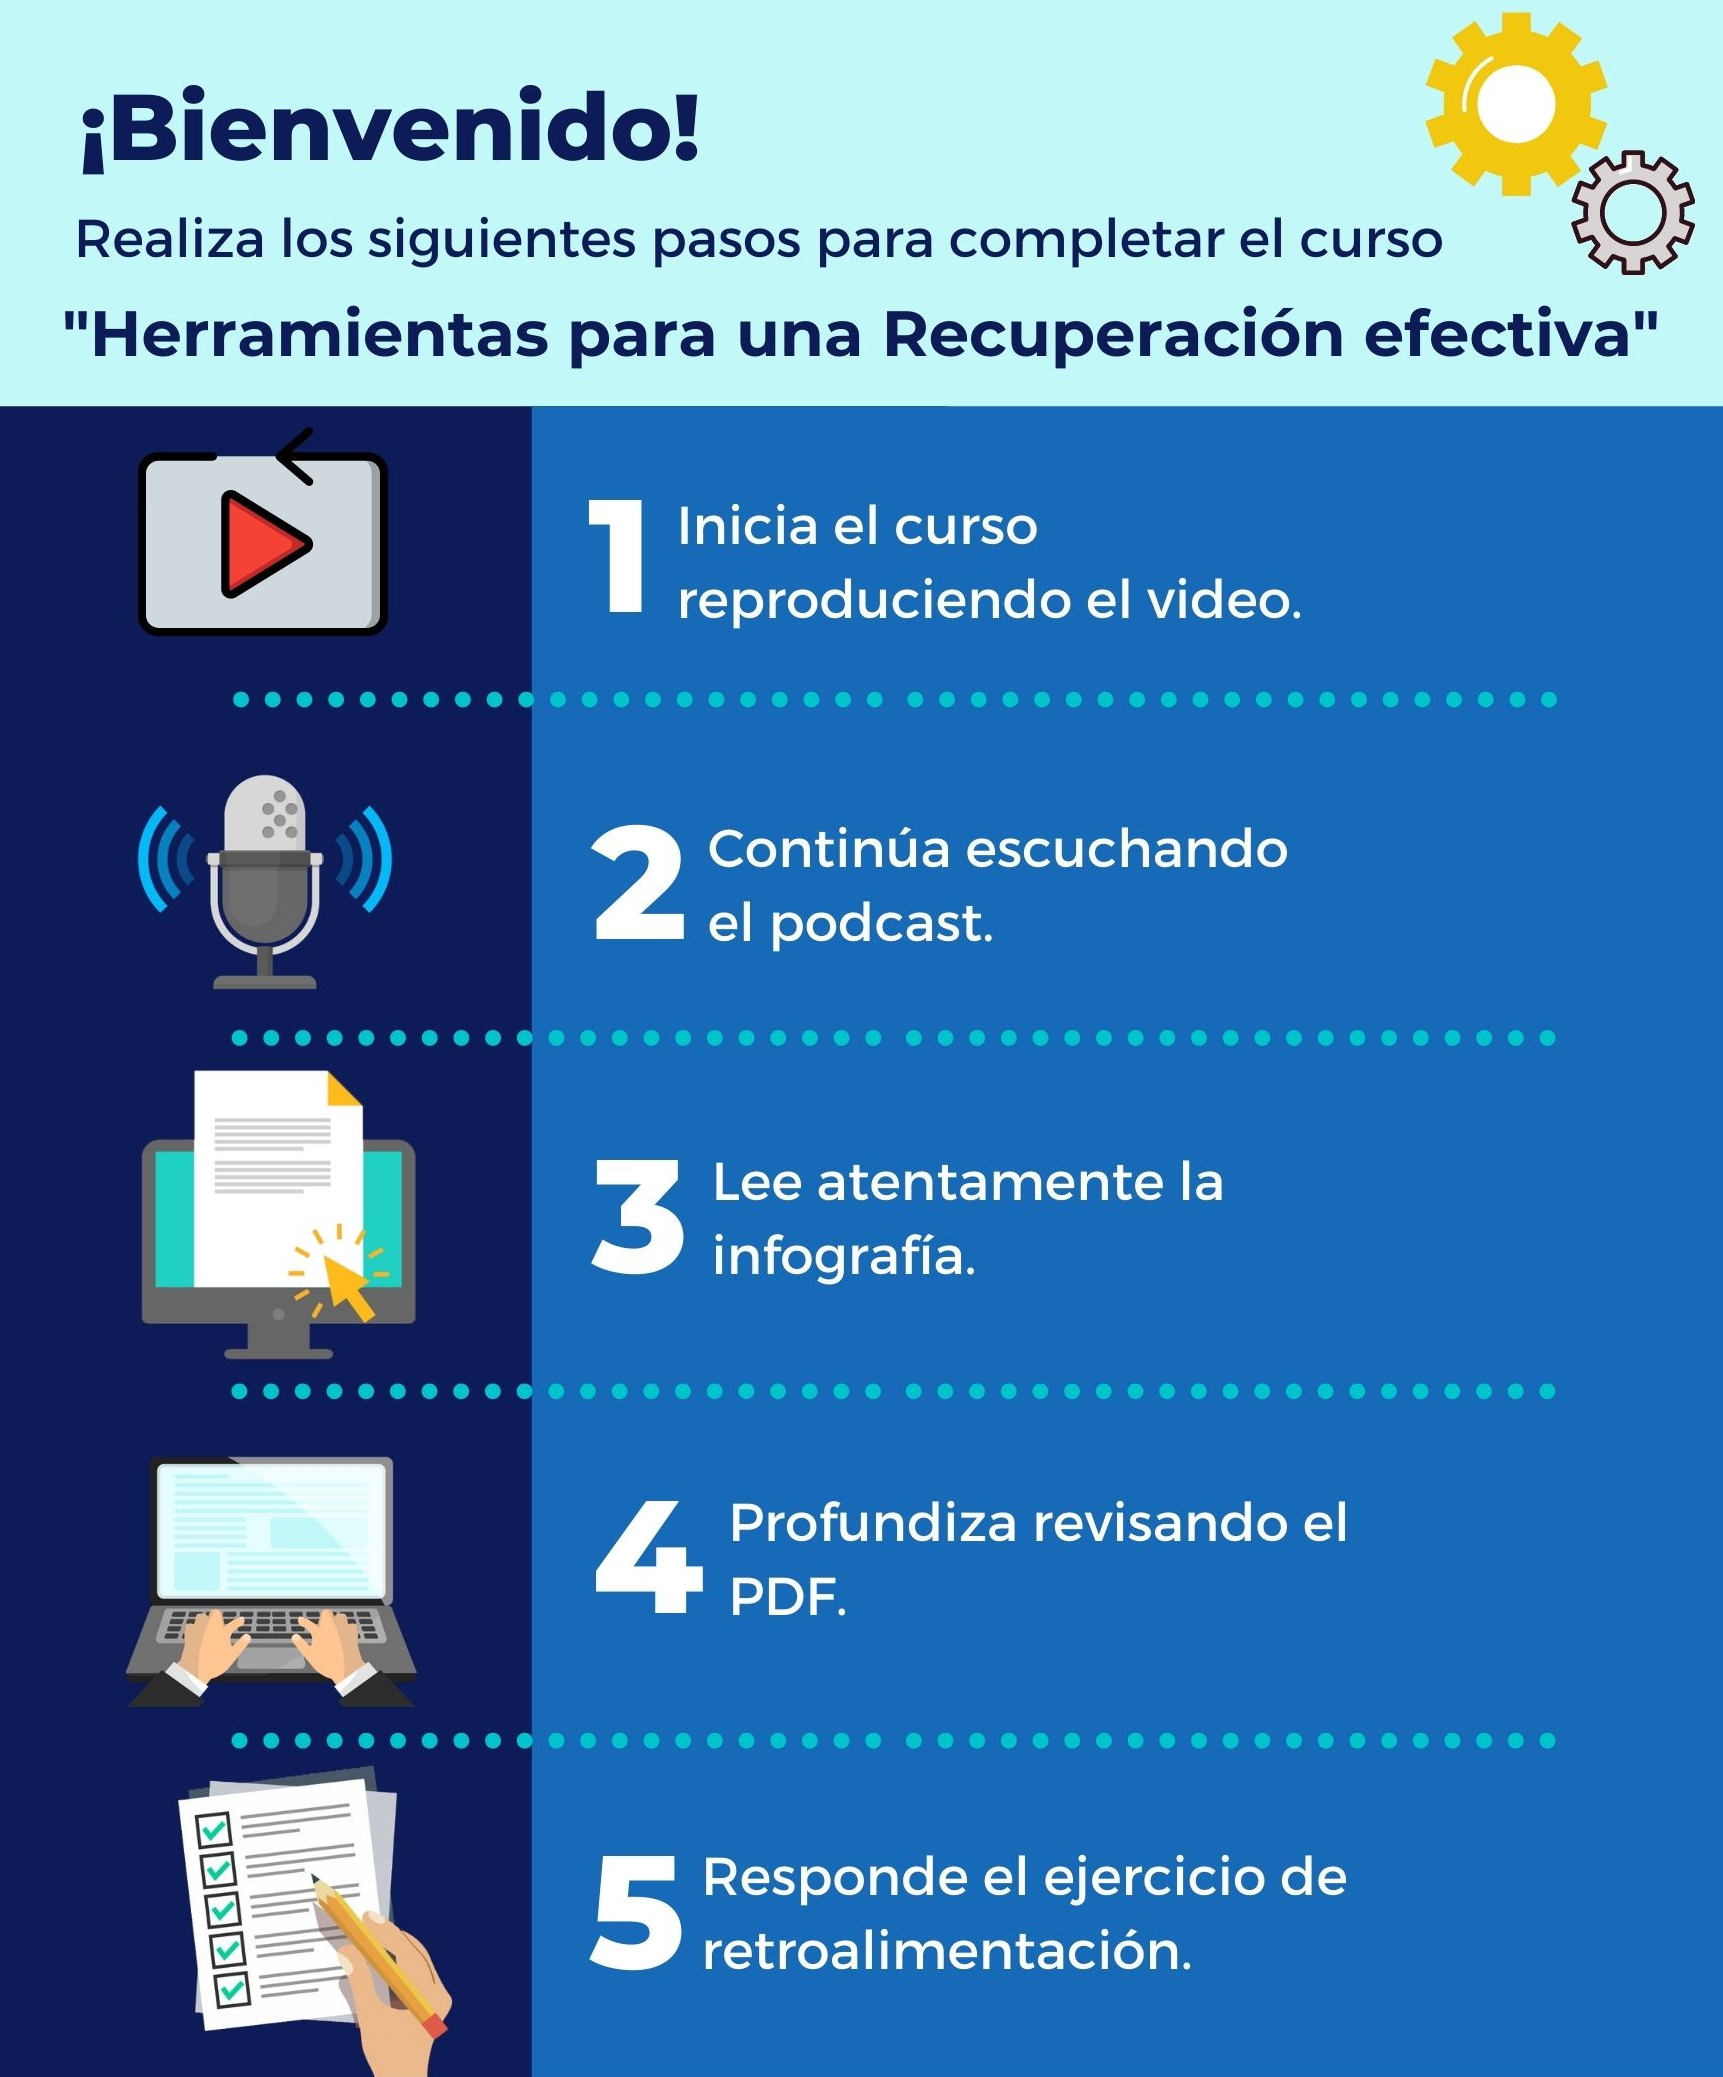 ¡Bienvenido!
Realiza los siguientes pasos para completar el curso
"Herramientas para una Recuperación efectiva"
1 Inicia el curso
reproduciendo el video.
2 Continúa escuchando
el podcast.
3 Lee atentamente la
infografía.
4 Profundiza revisando el
PDF.
5 Responde el ejercicio de
retroalimentación.